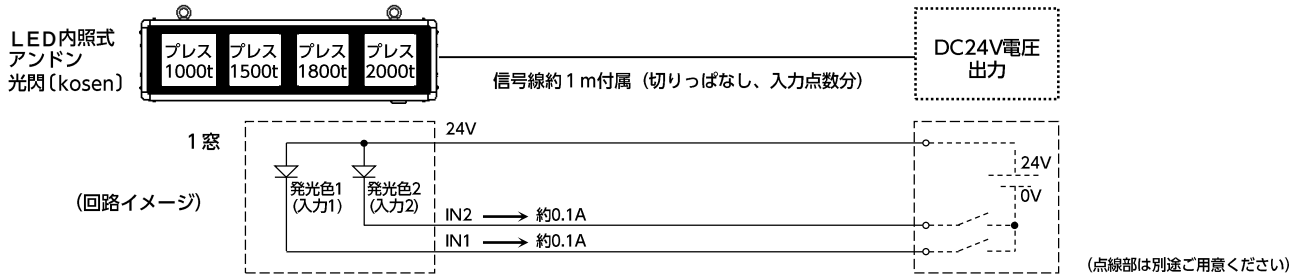 LED内照式
アンドン
光閃〔kosen〕
プレス
1000t
プレス
1500t
プレス
1800t
プレス
2000t
信号線約1m付属（切りっぱなし、入力点数分）
DC24V電圧
出力
1窓
（回路イメージ）
24V
発光色1
(入力1)
発光色2
(入力2)
IN2 → 約0.1A
IN1 → 約0.1A
24V
0V
(点線部は別途ご用意ください)